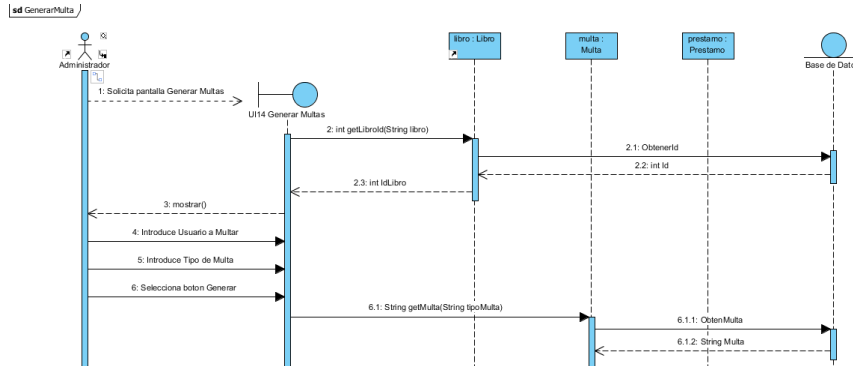 sd GenerarMulta
libro : Libro
multa :
Multa
prestamo :
Prestamo
Administrador
Base de Dato
1: Solicita pantalla Generar Multas
UI14 Generar Multas
2: int getLibroId(String libro)
2.1: ObtenerId
2.2: int Id
2.3: int IdLibro
3: mostrar()
4: Introduce Usuario a Multar
5: Introduce Tipo de Multa
6: Selecciona boton Generar
6.1: String getMulta(String tipoMulta)
6.1.1: ObtenMulta
6.1.2: String Multa